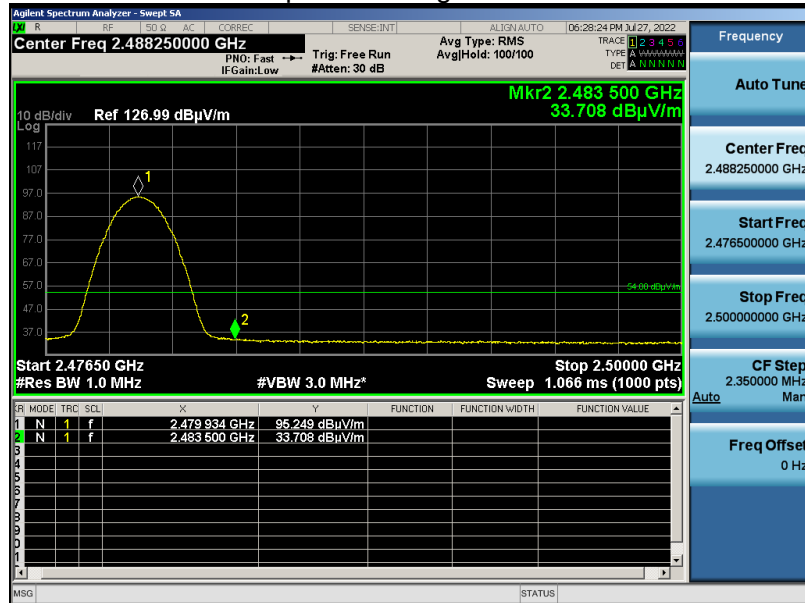 Agilent Spectrum Analyzer - Swept SA
R RF 50 Ω AC CORREC SENSE:INT ALIGN AUTO 06:28:24 PM Jul 27, 2022
Center Freq 2.488250000 GHz
PNO: Fast
IFGain:Low
Trig: Free Run
#Atten: 30 dB
Avg Type: RMS
Avg|Hold: 100/100
TRACE 1 2 3 4 5 6
TYPE A WWWWW
DET A N N N N N
Frequency
Auto Tune
Center Freq
2.488250000 GHz
Start Freq
2.476500000 GHz
Stop Freq
2.500000000 GHz
CF Step
2.350000 MHz
Auto Man
Freq Offset
0 Hz
Mkr2 2.483 500 GHz
33.708 dBμV/m
10 dB/div Ref 126.99 dBμV/m
Log
117
107
97.0
87.0
77.0
67.0
57.0
47.0
37.0
1
2
54.00 dBμV/m
Start 2.47650 GHz Stop 2.50000 GHz
#Res BW 1.0 MHz #VBW 3.0 MHz* Sweep 1.066 ms (1000 pts)
MODE TRC SCL X Y FUNCTION FUNCTION WIDTH FUNCTION VALUE
1 N 1 f 2.479 934 GHz 95.249 dBμV/m
2 N 1 f 2.483 500 GHz 33.708 dBμV/m
3
4
5
6
7
8
9
0
1
MSG STATUS